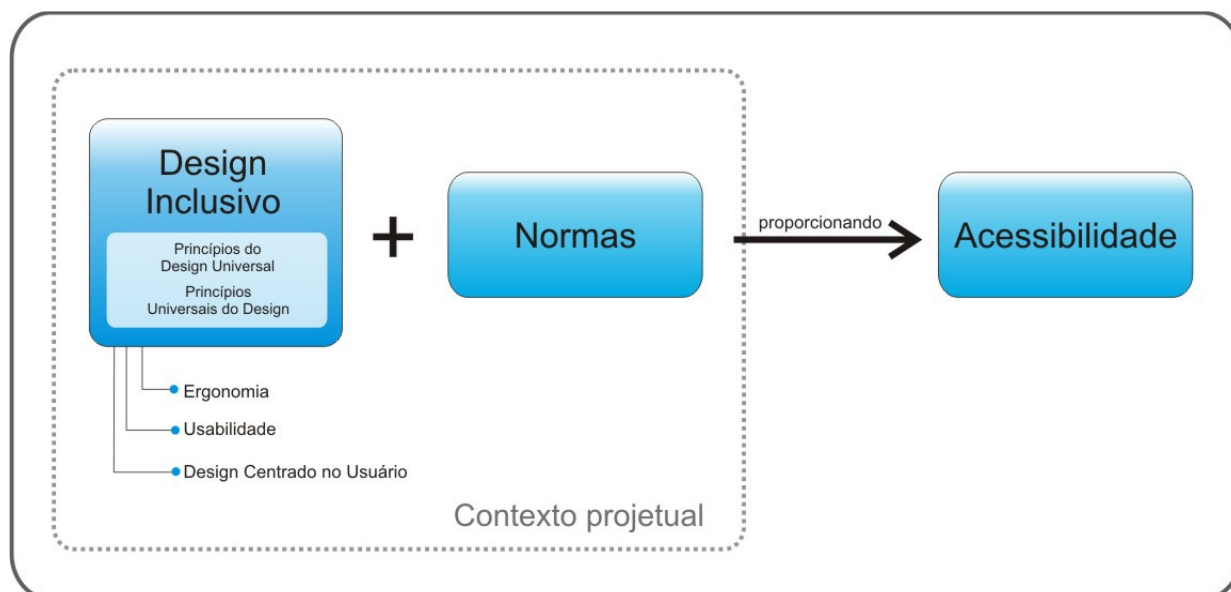 Design
Inclusivo
Princípios do
Design Universal
Princípios
Universais do Design
Normas
proporcionando
Acessibilidade
Ergonomia
Usabilidade
Design Centrado no Usuário
Contexto projetual